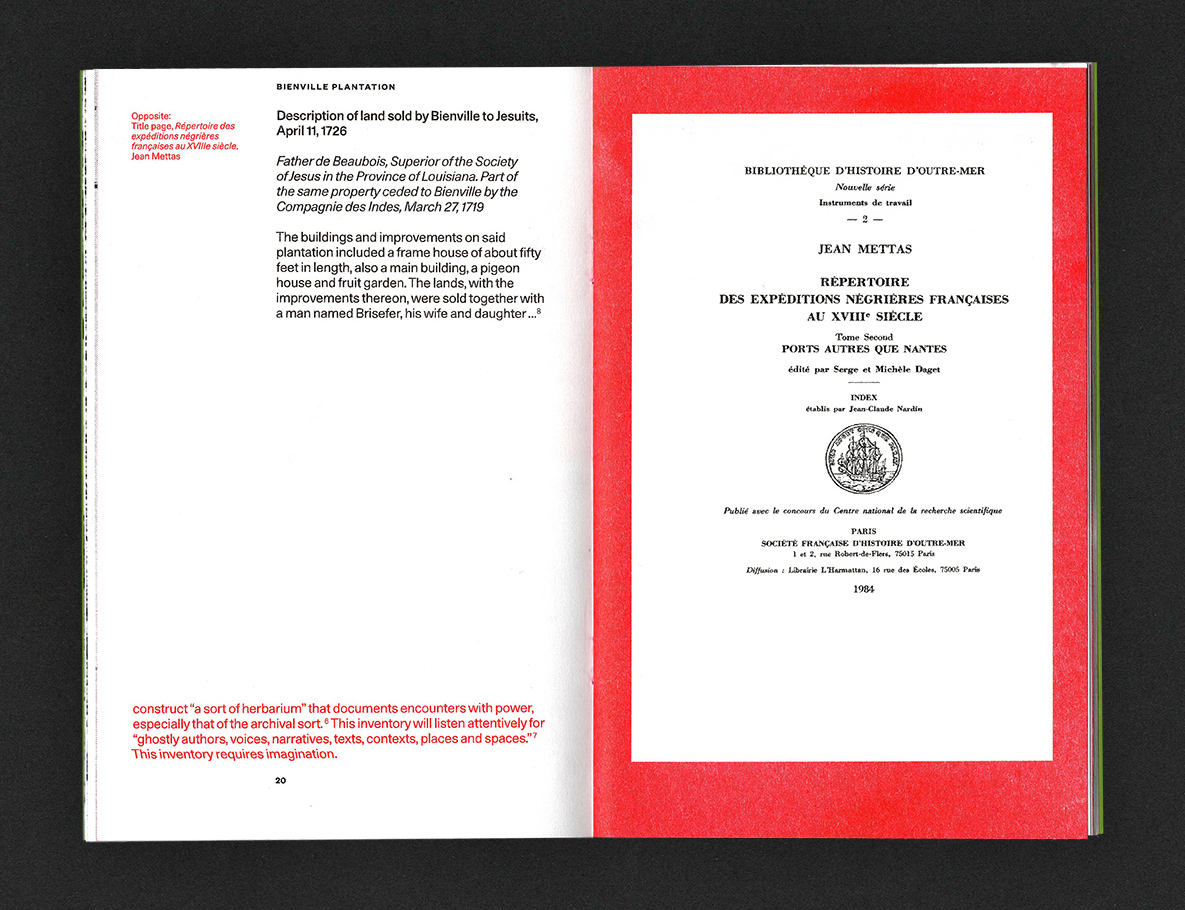 BIENVILLE PLANTATION
Opposite:
Title page, Répertoire des
expéditions négrières
françaises au XVIIIe siècle,
Jean Mettas
Description of land sold by Bienville to Jesuits,
April 11, 1726
Father de Beaubois, Superior of the Society
of Jesus in the Province of Louisiana. Part of
the same property ceded to Bienville by the
Compagnie des Indes, March 27, 1719
The buildings and improvements on said
plantation included a frame house of about fifty
feet in length, also a main building, a pigeon
house and fruit garden. The lands, with the
improvements thereon, were sold together with
a man named Brisefer, his wife and daughter ...⁸
construct “a sort of herbarium” that documents encounters with power,
especially that of the archival sort.⁶ This inventory will listen attentively for
“ghostly authors, voices, narratives, texts, contexts, places and spaces.”⁷
This inventory requires imagination.
20
BIBLIOTHÈQUE D'HISTOIRE D'OUTRE-MER
Nouvelle série
Instruments de travail
— 2 —
JEAN METTAS
RÉPERTOIRE
DES EXPÉDITIONS NÉGRIÈRES FRANÇAISES
AU XVIIIᵉ SIÈCLE
Tome Second
PORTS AUTRES QUE NANTES
édité par Serge et Michèle Daget
INDEX
établis par Jean-Claude Nardin
Publié avec le concours du Centre national de la recherche scientifique
PARIS
SOCIÉTÉ FRANÇAISE D'HISTOIRE D'OUTRE-MER
1 et 2, rue Robert-de-Flers, 75015 Paris
Diffusion : Librairie L'Harmattan, 16 rue des Écoles, 75005 Paris
1984